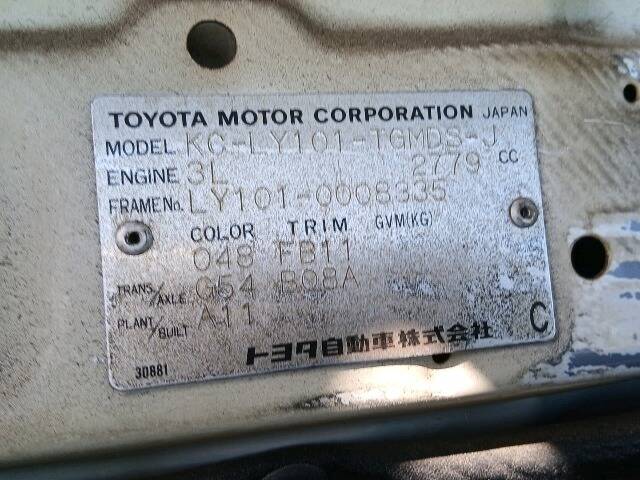 TOYOTA MOTOR CORPORATION JAPAN
MODEL KC-LY101-TGMDS-J
ENGINE 3L 2779 CC
FRAME No. LY101-0008335
COLOR TRIM GVM(KG)
048 FB11
TRANS/AXLE G54 B08A
PLANT/BUILT A11
トヨタ自動車株式会社 C
30881